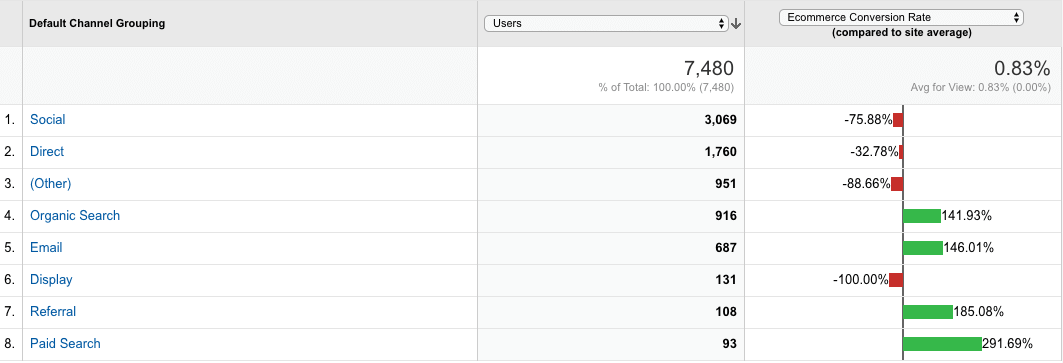 Default Channel Grouping Users Ecommerce Conversion Rate
(compared to site average)
7,480 0.83%
% of Total: 100.00% (7,480) Avg for View: 0.83% (0.00%)
1. Social 3,069 -75.88%
2. Direct 1,760 -32.78%
3. (Other) 951 -88.66%
4. Organic Search 916 141.93%
5. Email 687 146.01%
6. Display 131 -100.00%
7. Referral 108 185.08%
8. Paid Search 93 291.69%